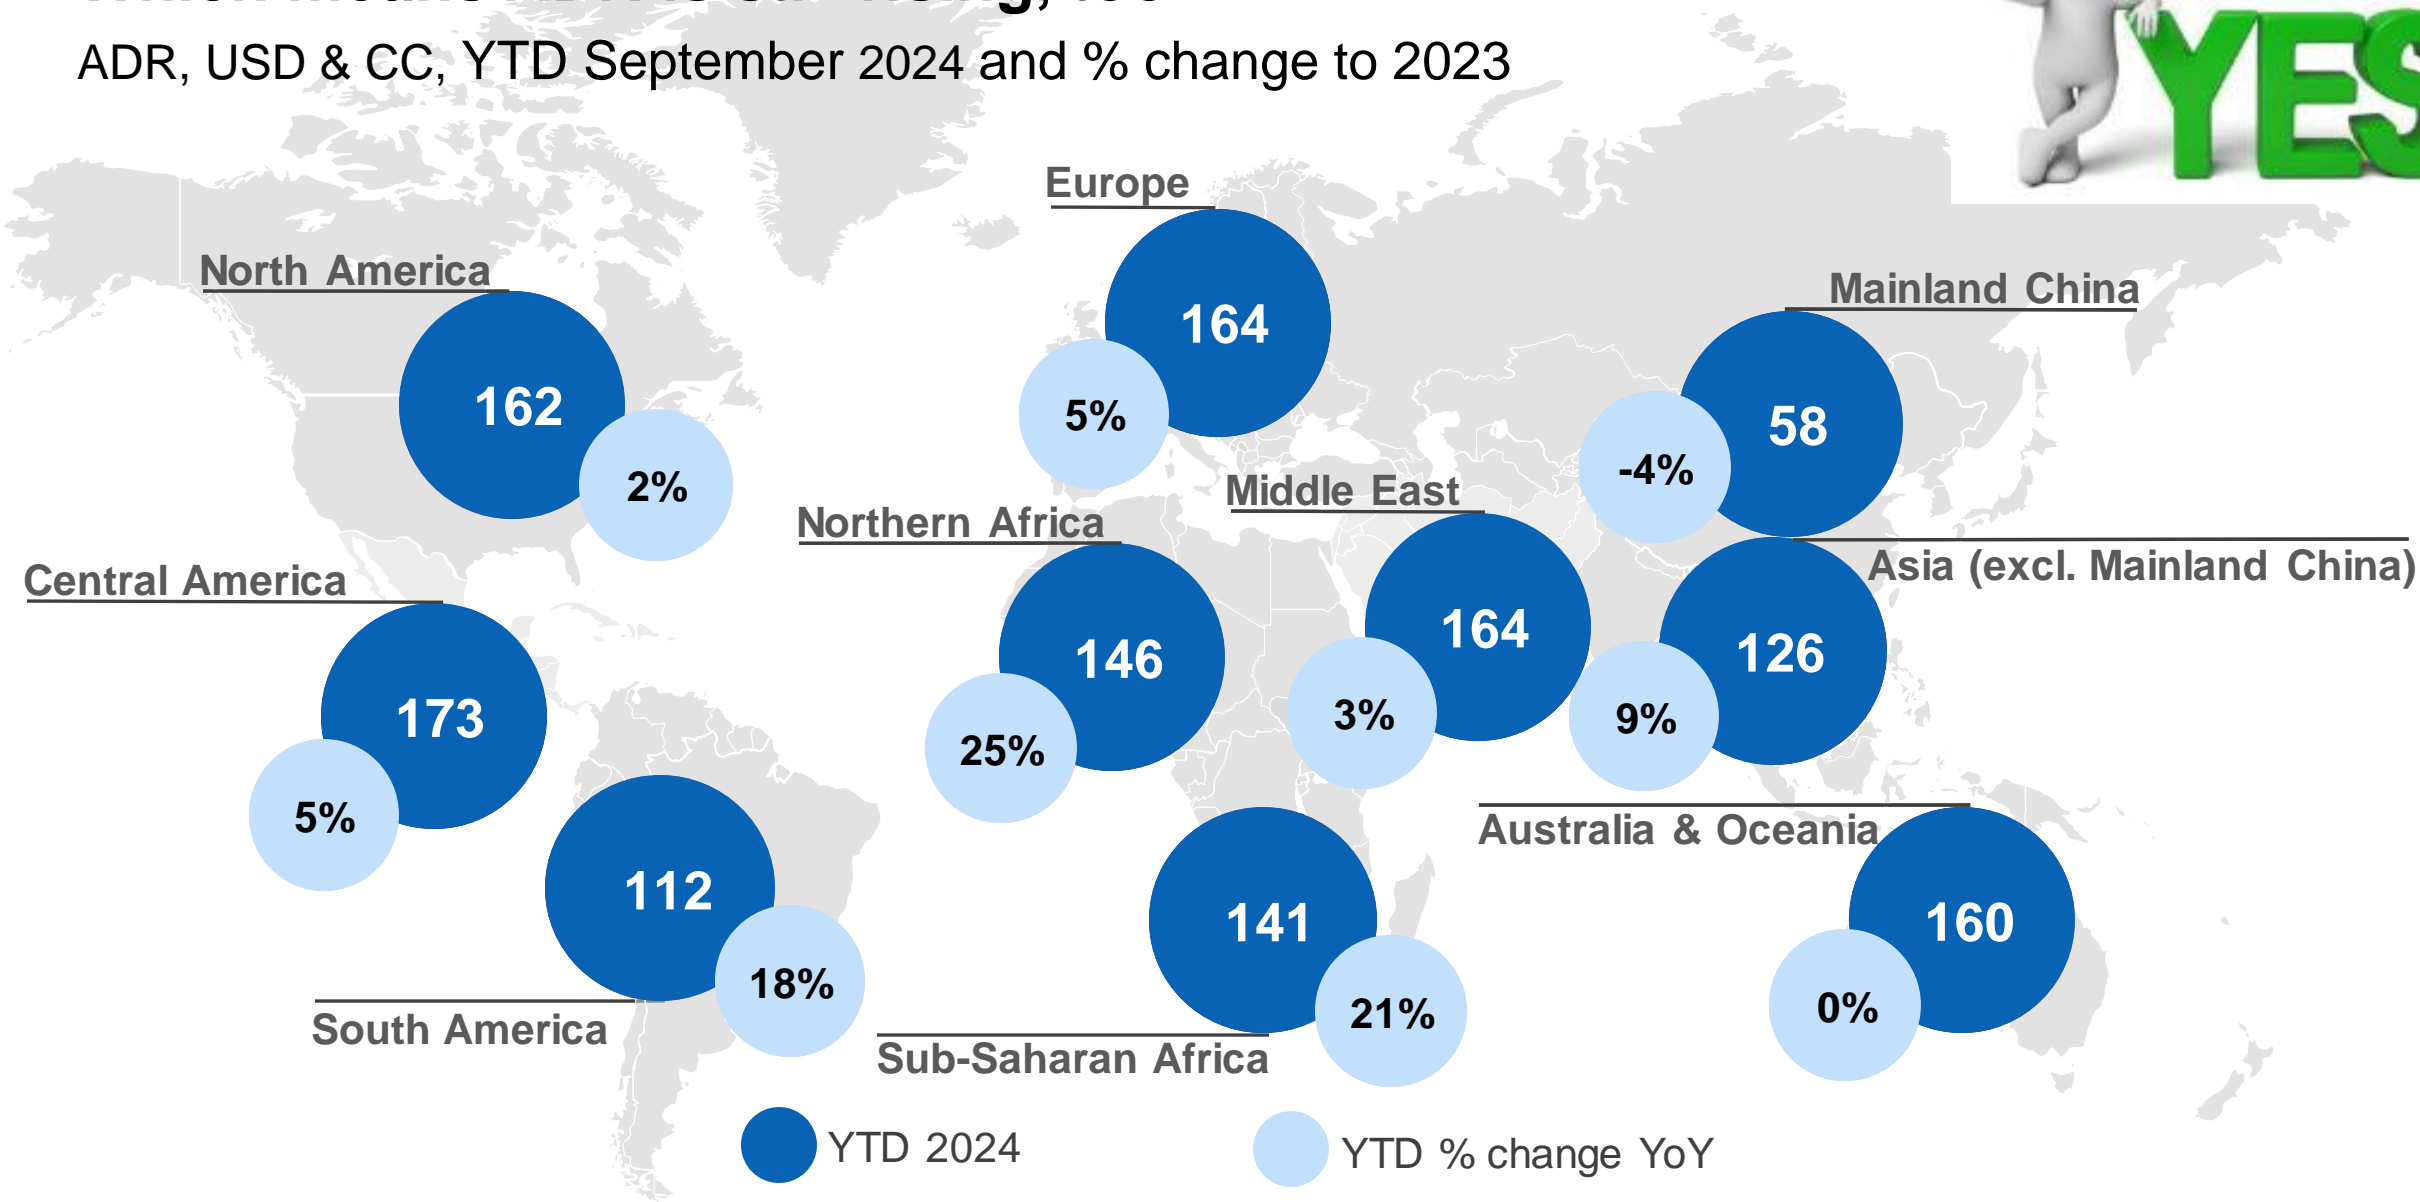 ADR, USD & CC, YTD September 2024 and % change to 2023
YES
Europe
164
5%
North America
162
2%
Mainland China
58
-4%
Middle East
164
3%
Northern Africa
146
25%
Asia (excl. Mainland China)
126
9%
Central America
173
5%
Australia & Oceania
160
0%
South America
112
18%
Sub-Saharan Africa
141
21%
YTD 2024
YTD % change YoY